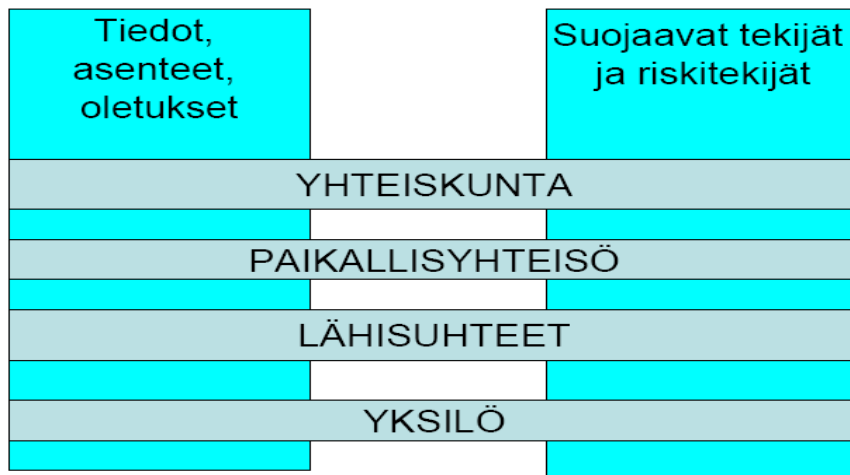 Tiedot,
asenteet,
oletukset
Suojaavat tekijät
ja riskitekijät
YHTEISKUNTA
PAIKALLISYHTEISÖ
LÄHISUHTEET
YKSILÖ